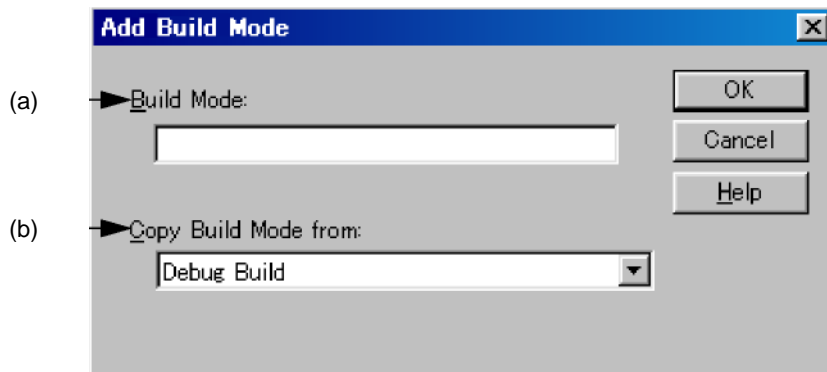 Add Build Mode
(a) Build Mode:
OK
Cancel
Help
(b) Copy Build Mode from:
Debug Build